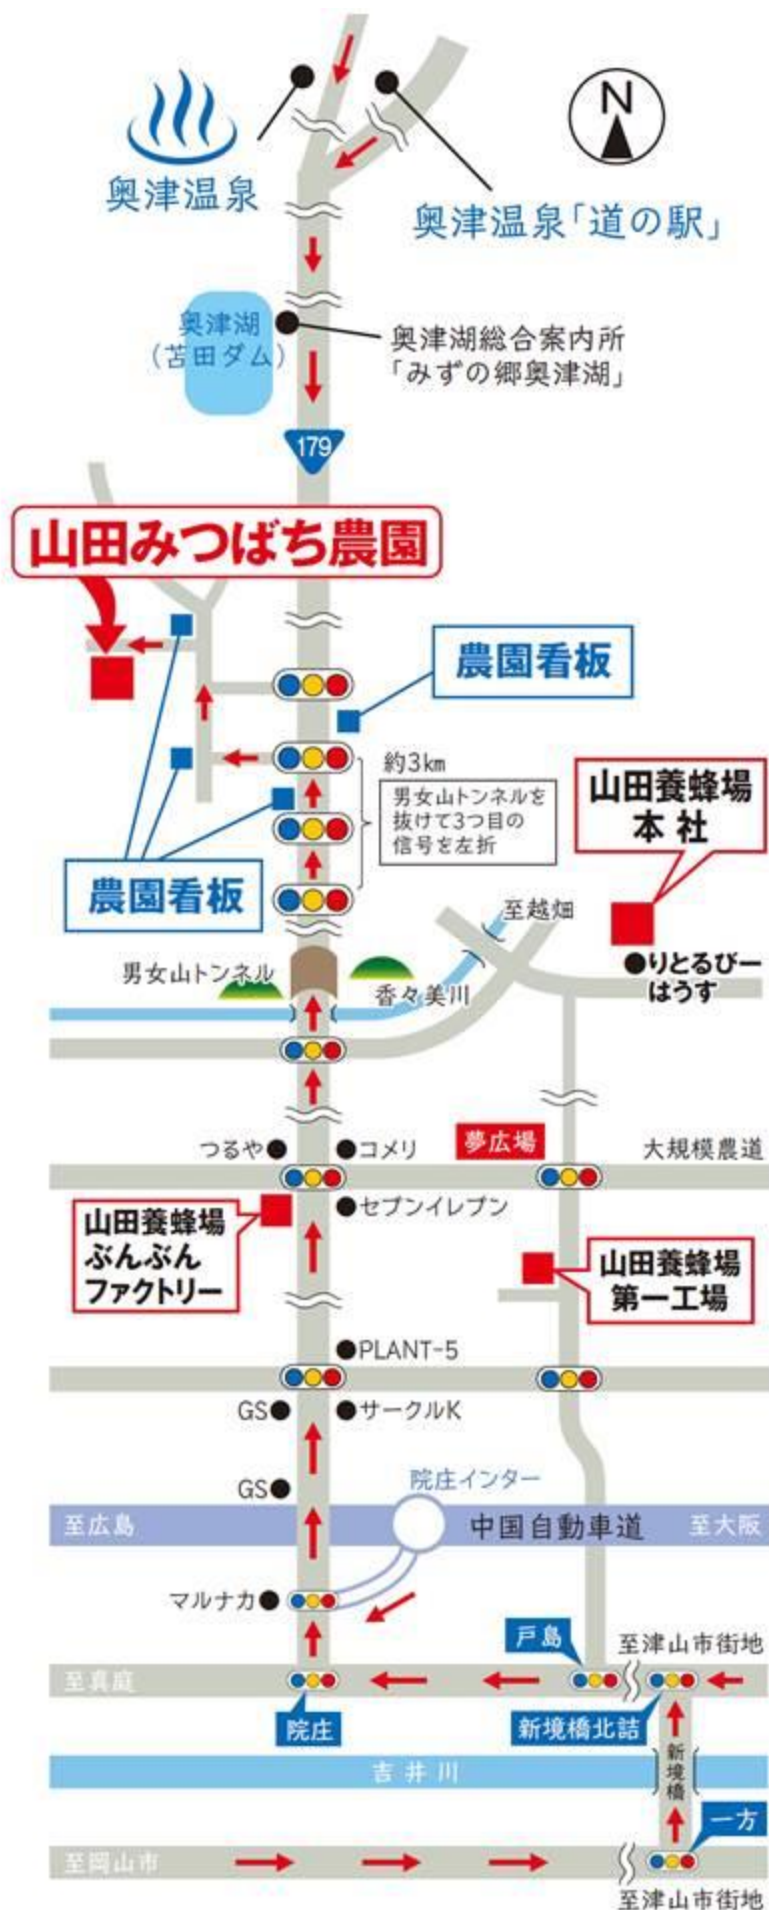 N
奥津温泉
奥津温泉「道の駅」
奥津湖
(苫田ダム)
奥津湖総合案内所
「みずの郷奥津湖」
179
山田みつばち農園
農園看板
約3km
男女山トンネルを
抜けて3つ目の
信号を左折
山田養蜂場
本社
農園看板
至越畑
●りとるびー
はうす
男女山トンネル
香々美川
つるや●
●コメリ
夢広場
大規模農道
●セブンイレブン
山田養蜂場
ぶんぶん
ファクトリー
山田養蜂場
第一工場
●PLANT-5
GS●
●サークルK
GS●
院庄インター
至広島
中国自動車道
至大阪
マルナカ●
戸島
至津山市街地
至真庭
院庄
新境橋北詰
吉井川
新境橋
一方
至岡山市
至津山市街地